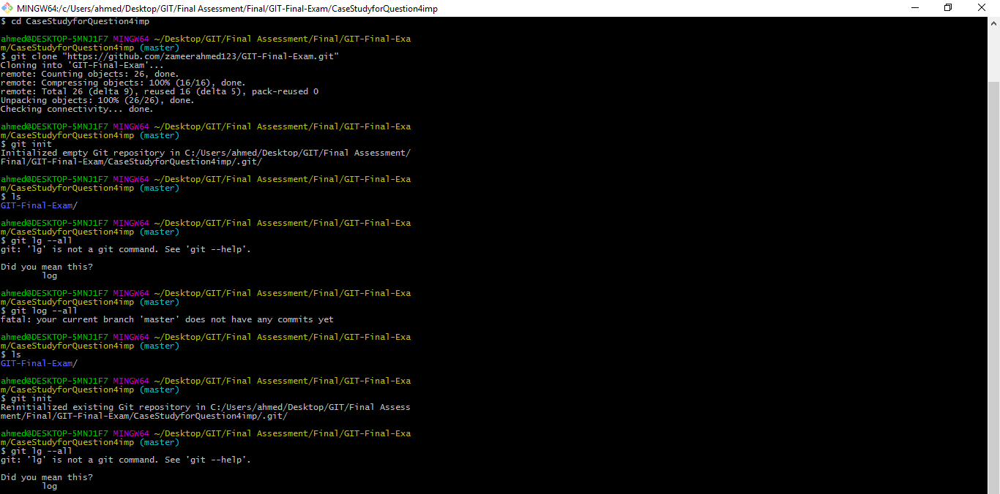 MINGW64:/c/Users/ahmed/Desktop/GIT/Final Assessment/Final/GIT-Final-Exam/CaseStudyforQuestion4imp
$ cd CaseStudyforQuestion4imp
ahmed@DESKTOP-5MNJ1F7 MINGW64 ~/Desktop/GIT/Final Assessment/Final/GIT-Final-Exa
m/CaseStudyforQuestion4imp (master)
$ git clone "https://github.com/zameerahmed123/GIT-Final-Exam.git"
Cloning into 'GIT-Final-Exam'...
remote: Counting objects: 26, done.
remote: Compressing objects: 100% (16/16), done.
remote: Total 26 (delta 9), reused 16 (delta 5), pack-reused 0
Unpacking objects: 100% (26/26), done.
Checking connectivity... done.
ahmed@DESKTOP-5MNJ1F7 MINGW64 ~/Desktop/GIT/Final Assessment/Final/GIT-Final-Exa
m/CaseStudyforQuestion4imp (master)
$ git init
Initialized empty Git repository in C:/Users/ahmed/Desktop/GIT/Final Assessment/
Final/GIT-Final-Exam/CaseStudyforQuestion4imp/.git/
ahmed@DESKTOP-5MNJ1F7 MINGW64 ~/Desktop/GIT/Final Assessment/Final/GIT-Final-Exa
m/CaseStudyforQuestion4imp (master)
$ ls
GIT-Final-Exam/
ahmed@DESKTOP-5MNJ1F7 MINGW64 ~/Desktop/GIT/Final Assessment/Final/GIT-Final-Exa
m/CaseStudyforQuestion4imp (master)
$ git lg --all
git: 'lg' is not a git command. See 'git --help'.
Did you mean this?
log
ahmed@DESKTOP-5MNJ1F7 MINGW64 ~/Desktop/GIT/Final Assessment/Final/GIT-Final-Exa
m/CaseStudyforQuestion4imp (master)
$ git log --all
fatal: your current branch 'master' does not have any commits yet
ahmed@DESKTOP-5MNJ1F7 MINGW64 ~/Desktop/GIT/Final Assessment/Final/GIT-Final-Exa
m/CaseStudyforQuestion4imp (master)
$ ls
GIT-Final-Exam/
ahmed@DESKTOP-5MNJ1F7 MINGW64 ~/Desktop/GIT/Final Assessment/Final/GIT-Final-Exa
m/CaseStudyforQuestion4imp (master)
$ git init
Reinitialized existing Git repository in C:/Users/ahmed/Desktop/GIT/Final Assess
ment/Final/GIT-Final-Exam/CaseStudyforQuestion4imp/.git/
ahmed@DESKTOP-5MNJ1F7 MINGW64 ~/Desktop/GIT/Final Assessment/Final/GIT-Final-Exa
m/CaseStudyforQuestion4imp (master)
$ git lg --all
git: 'lg' is not a git command. See 'git --help'.
Did you mean this?
log